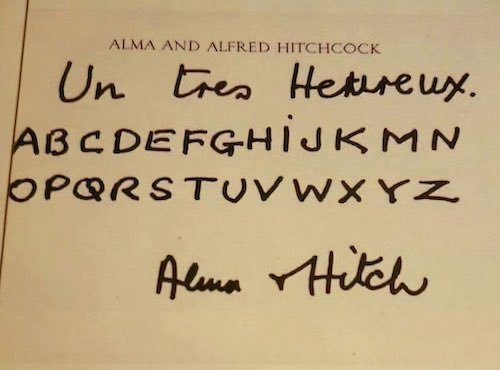 ALMA AND ALFRED HITCHCOCK
Un tres Heureux.
ABCDEFGHIJKMN
OPQRSTUVWXYZ
Alma & Hitch